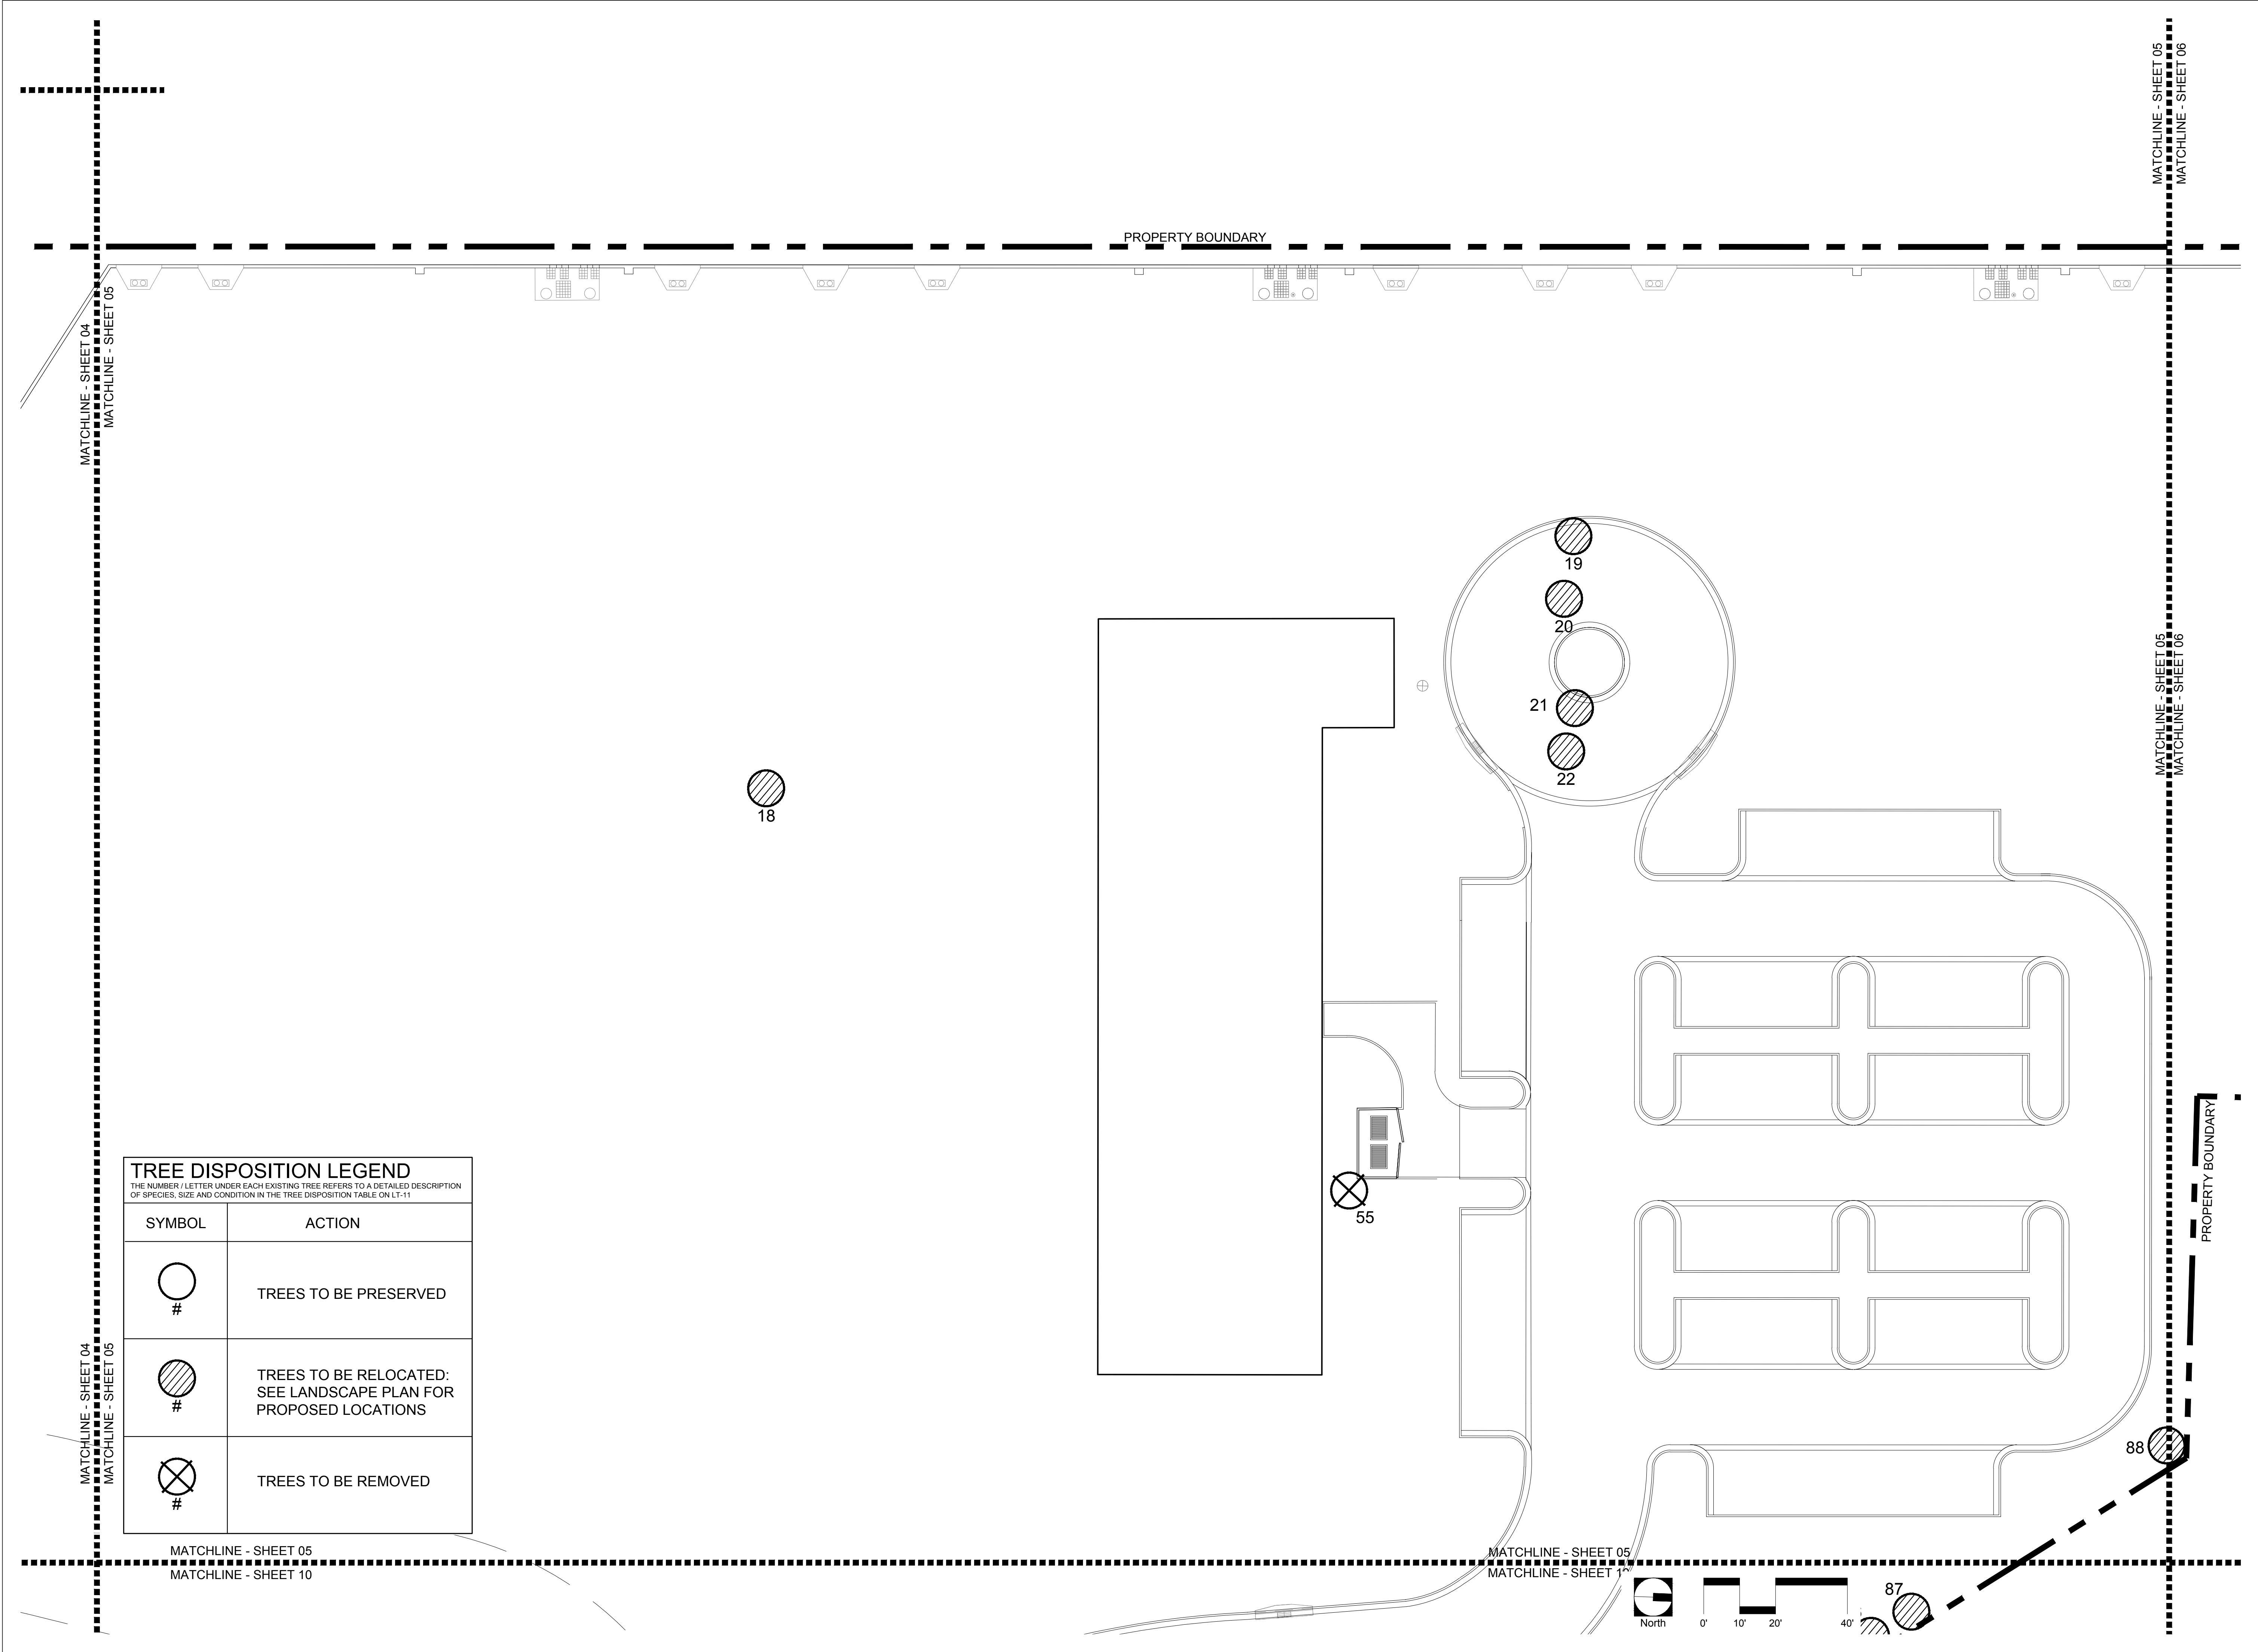 MATCHLINE - SHEET 05
MATCHLINE - SHEET 06
PROPERTY BOUNDARY
MATCHLINE - SHEET 04
MATCHLINE - SHEET 05
19
20
21
22
18
MATCHLINE - SHEET 05
MATCHLINE - SHEET 06
PROPERTY BOUNDARY
55
88
TREE DISPOSITION LEGEND
THE NUMBER / LETTER UNDER EACH EXISTING TREE REFERS TO A DETAILED DESCRIPTION
OF SPECIES, SIZE AND CONDITION IN THE TREE DISPOSITION TABLE ON LT-11
SYMBOL ACTION
#
TREES TO BE PRESERVED
#
TREES TO BE RELOCATED:
SEE LANDSCAPE PLAN FOR
PROPOSED LOCATIONS
#
TREES TO BE REMOVED
MATCHLINE - SHEET 04
MATCHLINE - SHEET 05
MATCHLINE - SHEET 05
MATCHLINE - SHEET 10
MATCHLINE - SHEET 05
MATCHLINE - SHEET
North
0' 10' 20' 40'
87